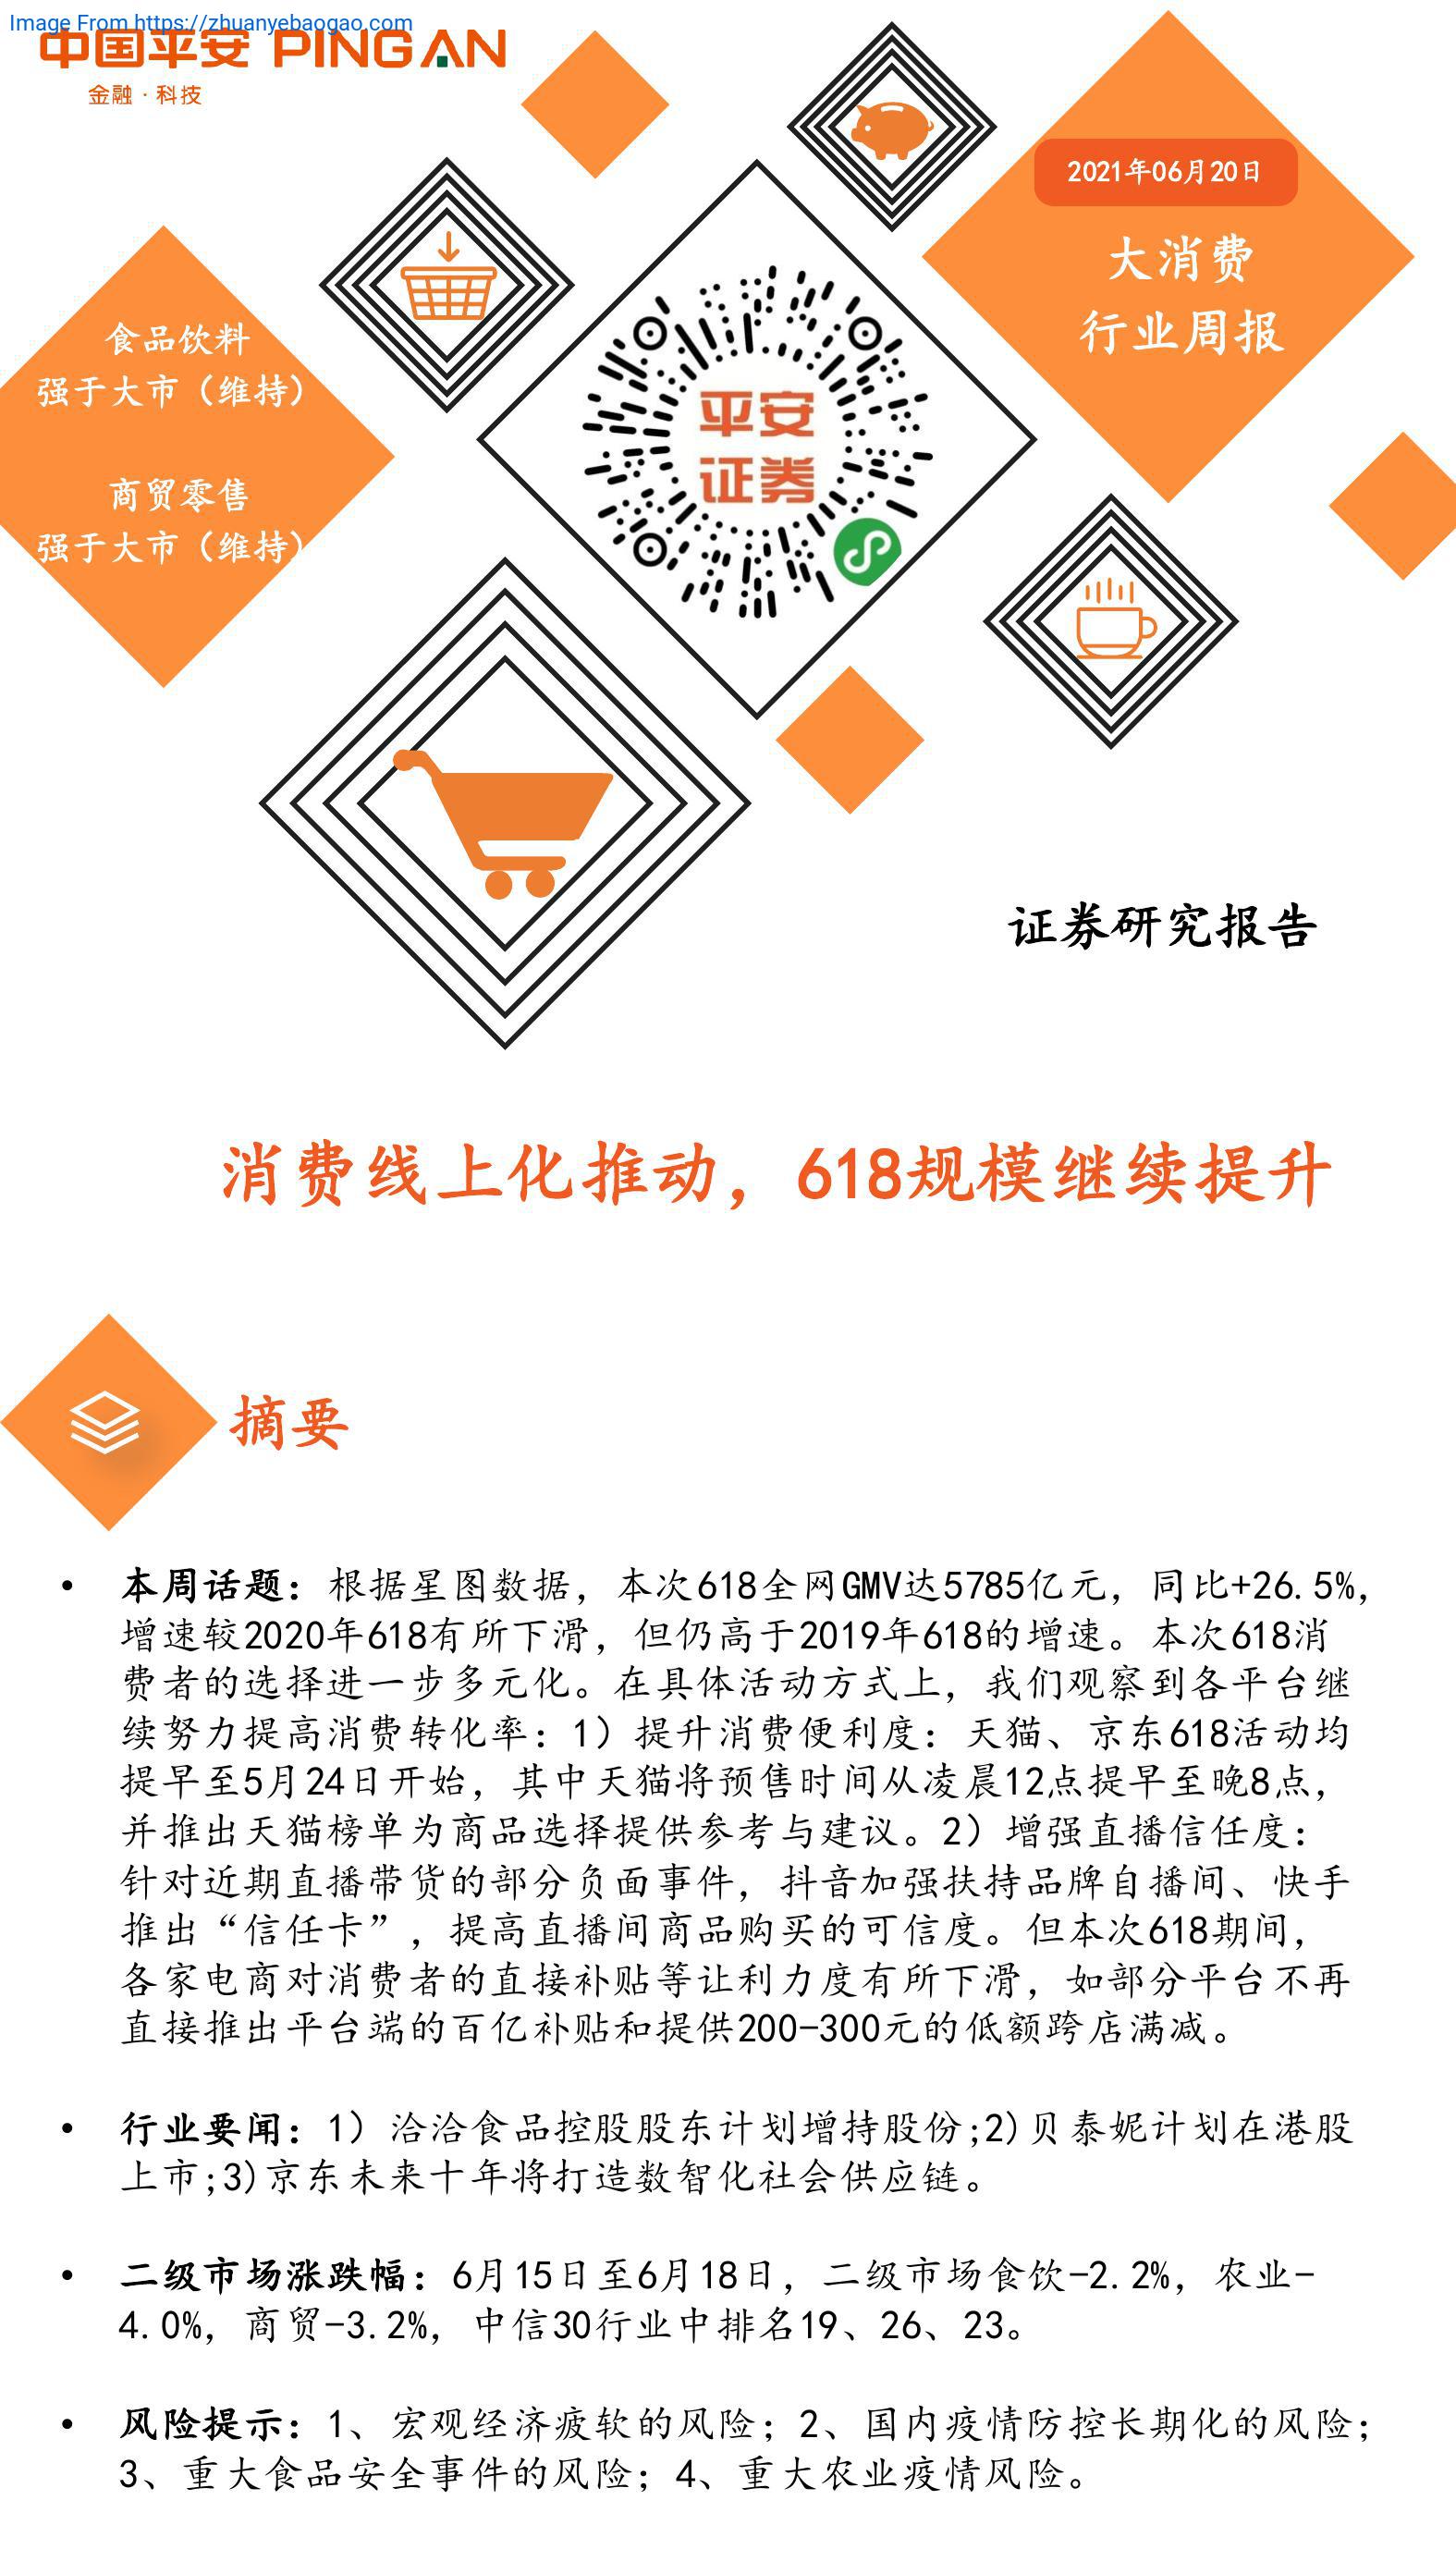 Image From https://zhuanyebaogao.com
中国平安 PINGAN
金融·科技
2021年06月20日
大消费
行业周报
食品饮料
强于大市（维持）
商贸零售
强于大市（维持）
平安
证券
证券研究报告
消费线上化推动，618规模继续提升
摘要
• 本周话题：根据星图数据，本次618全网GMV达5785亿元，同比+26.5%，
增速较2020年618有所下滑，但仍高于2019年618的增速。本次618消
费者的选择进一步多元化。在具体活动方式上，我们观察到各平台继
续努力提高消费转化率：1）提升消费便利度：天猫、京东618活动均
提早至5月24日开始，其中天猫将预售时间从凌晨12点提早至晚8点，
并推出天猫榜单为商品选择提供参考与建议。2）增强直播信任度：
针对近期直播带货的部分负面事件，抖音加强扶持品牌自播间、快手
推出“信任卡”，提高直播间商品购买的可信度。但本次618期间，
各家电商对消费者的直接补贴等让利力度有所下滑，如部分平台不再
直接推出平台端的百亿补贴和提供200-300元的低额跨店满减。
• 行业要闻：1）洽洽食品控股股东计划增持股份;2)贝泰妮计划在港股
上市;3)京东未来十年将打造数智化社会供应链。
• 二级市场涨跌幅：6月15日至6月18日，二级市场食饮-2.2%，农业-
4.0%，商贸-3.2%，中信30行业中排名19、26、23。
• 风险提示：1、宏观经济疲软的风险；2、国内疫情防控长期化的风险；
3、重大食品安全事件的风险；4、重大农业疫情风险。